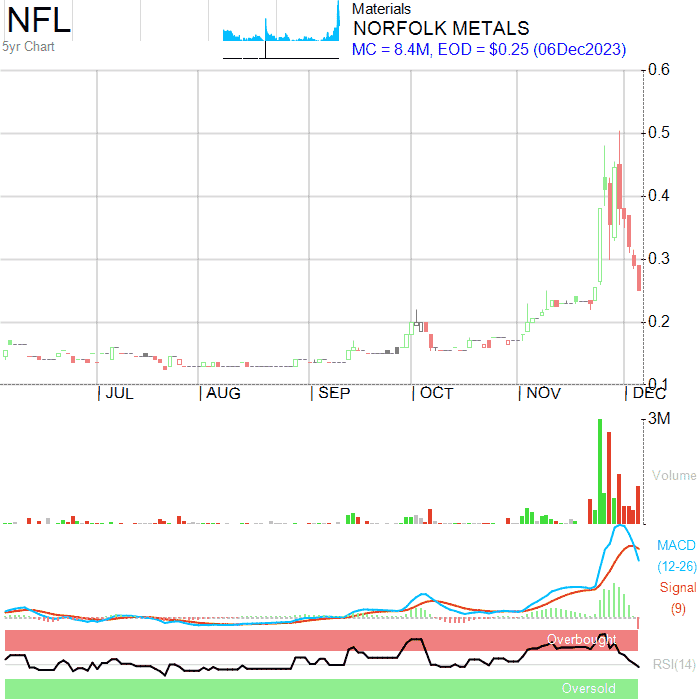 NFL
5yr Chart
Materials
NORFOLK METALS
MC = 8.4M, EOD = $0.25 (06Dec2023)
0.6
0.5
0.4
0.3
0.2
0.1
JUL
AUG
SEP
OCT
NOV
DEC
3M
Volume
MACD
(12-26)
Signal
(9)
Overbought
RSI(14)
Oversold